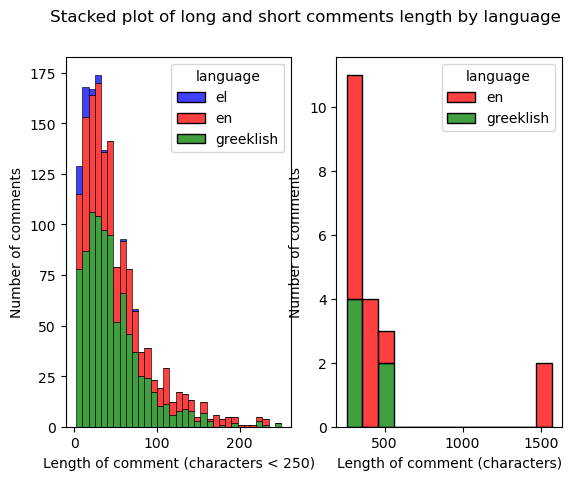 Stacked plot of long and short comments length by language
language
el
en
greeklish
175
150
125
100
75
50
25
0
Number of comments
0
100
200
Length of comment (characters < 250)
language
en
greeklish
10
8
6
4
2
0
Number of comments
500
1000
1500
Length of comment (characters)